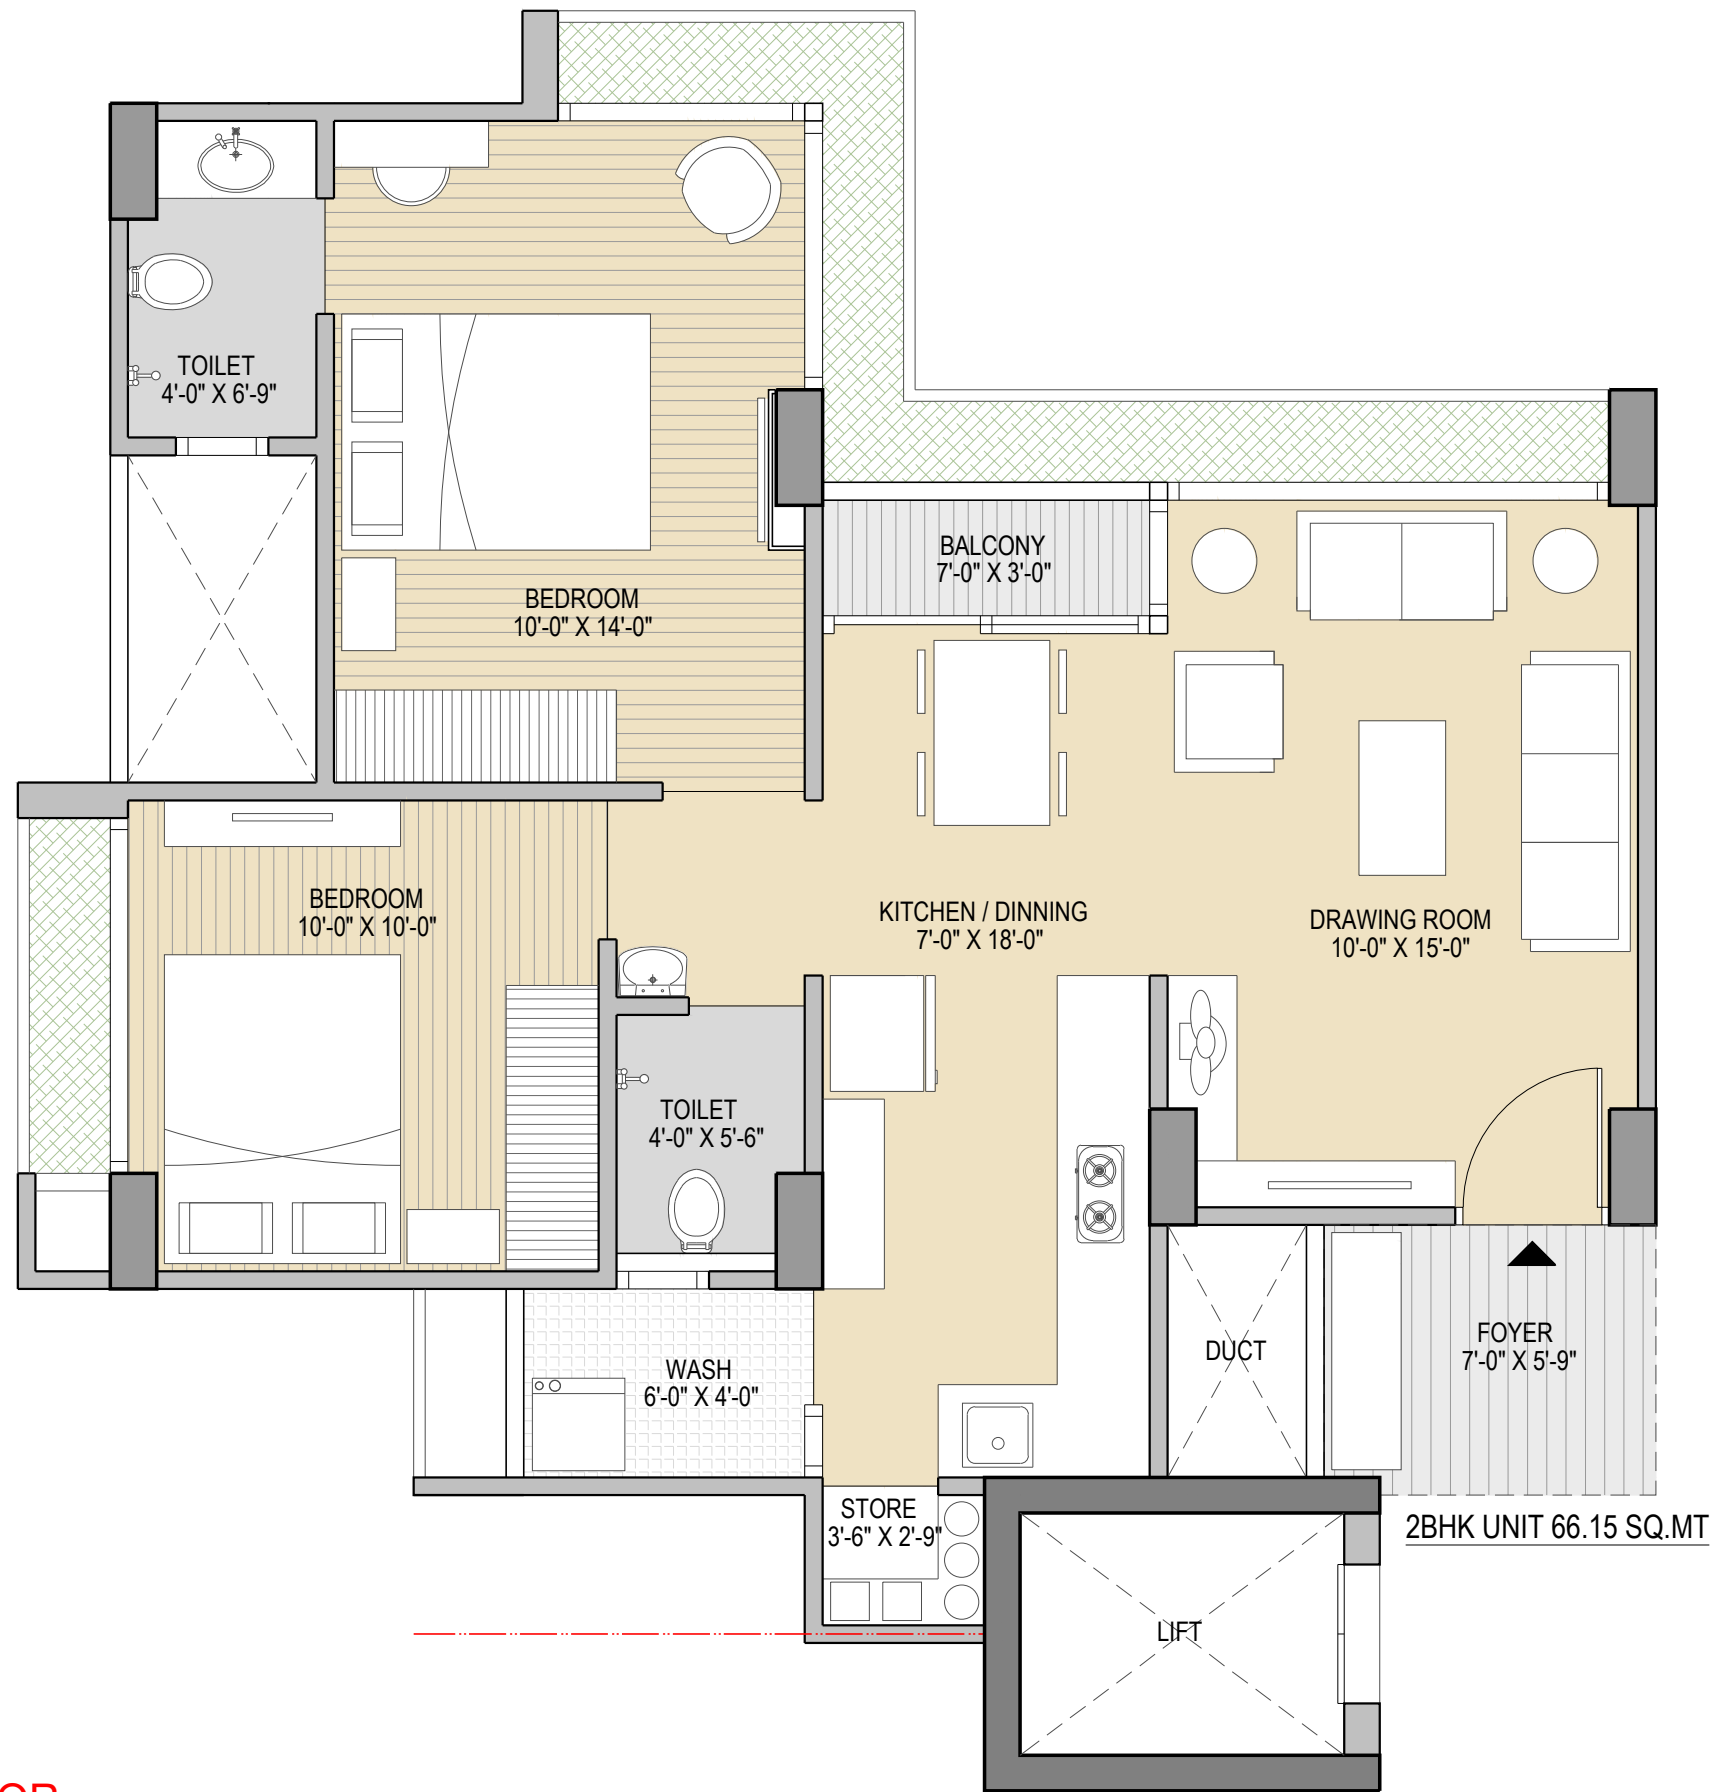 TOILET
4'-0" X 6'-9"
BALCONY
7'-0" X 3'-0"
BEDROOM
10'-0" X 14'-0"
BEDROOM
10'-0" X 10'-0"
KITCHEN / DINNING
7'-0" X 18'-0"
DRAWING ROOM
10'-0" X 15'-0"
TOILET
4'-0" X 5'-6"
DUCT
FOYER
7'-0" X 5'-9"
WASH
6'-0" X 4'-0"
STORE
3'-6" X 2'-9"
2BHK UNIT 66.15 SQ.MT
LIFT